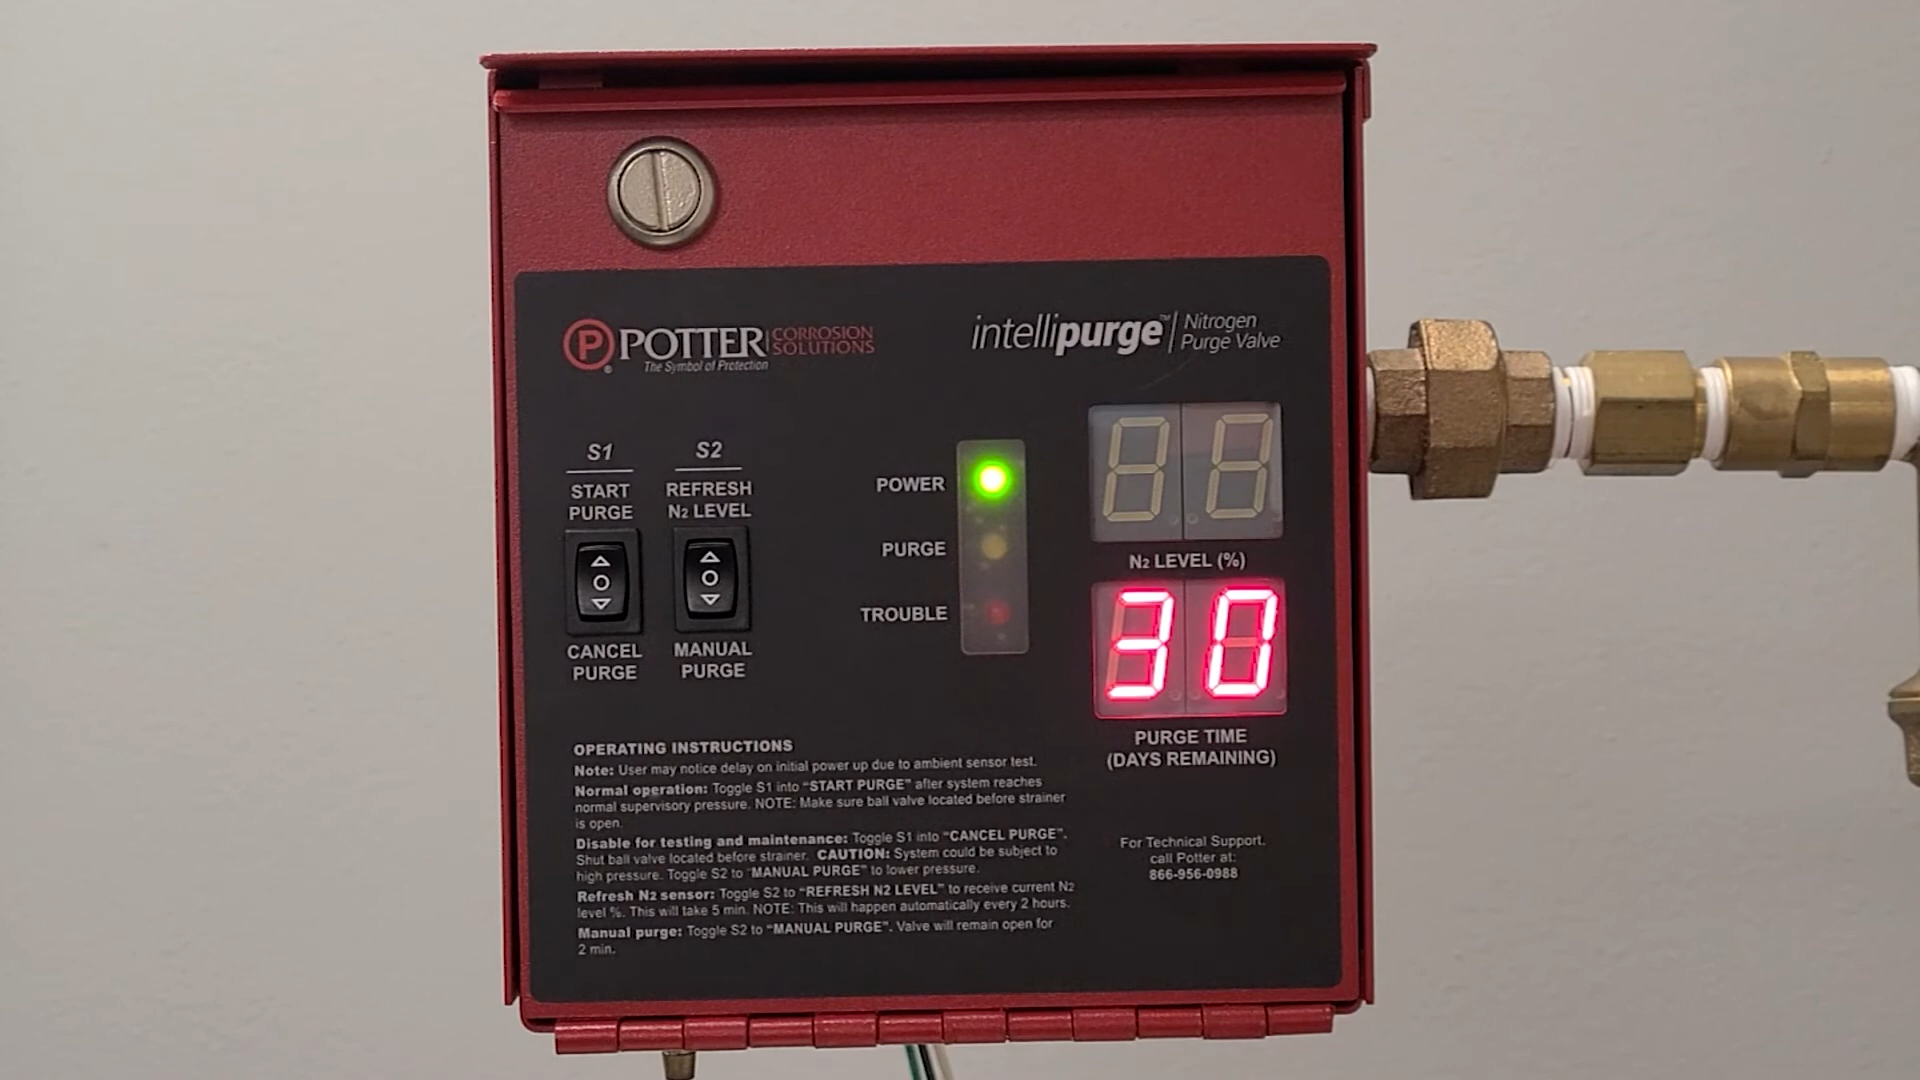 P POTTER CORROSION SOLUTIONS
The Symbol of Protection
intellipurge™ Nitrogen Purge Valve
S1
START
PURGE
CANCEL
PURGE
S2
REFRESH
N2 LEVEL
MANUAL
PURGE
POWER
PURGE
TROUBLE
N2 LEVEL (%)
30
PURGE TIME
(DAYS REMAINING)
OPERATING INSTRUCTIONS
Note: User may notice delay on initial power up due to ambient sensor test.
Normal operation: Toggle S1 into "START PURGE" after system reaches
normal supervisory pressure. NOTE: Make sure ball valve located before strainer
is open.
Disable for testing and maintenance: Toggle S1 into "CANCEL PURGE".
Shut ball valve located before strainer. CAUTION: System could be subject to
high pressure. Toggle S2 to "MANUAL PURGE" to lower pressure.
Refresh N2 sensor: Toggle S2 to "REFRESH N2 LEVEL" to receive current N2
level %. This will take 5 min. NOTE: This will happen automatically every 2 hours.
Manual purge: Toggle S2 to "MANUAL PURGE". Valve will remain open for
2 min.
For Technical Support,
call Potter at:
866-956-0988